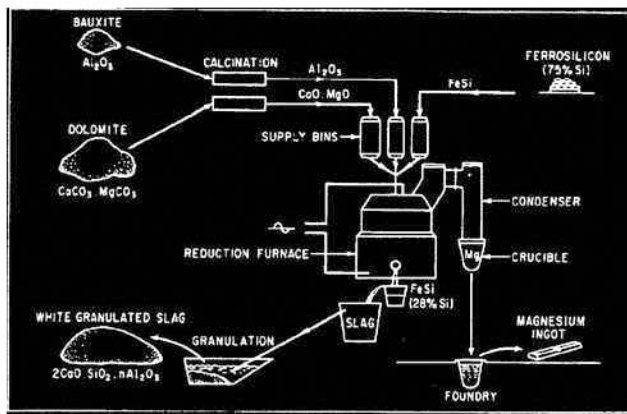 BAUXITE
Al₂O₃
CALCINATION
Al₂O₃
CaO.MgO
FeSi
FERROSILICON
(75%Si)
DOLOMITE
CaCO₃.MgCO₃
SUPPLY BINS
CONDENSER
REDUCTION FURNACE
Mg
CRUCIBLE
FeSi
(28%Si)
SLAG
WHITE GRANULATED SLAG
GRANULATION
2CaO.SiO₂.nAl₂O₃
MAGNESIUM
INGOT
FOUNDRY